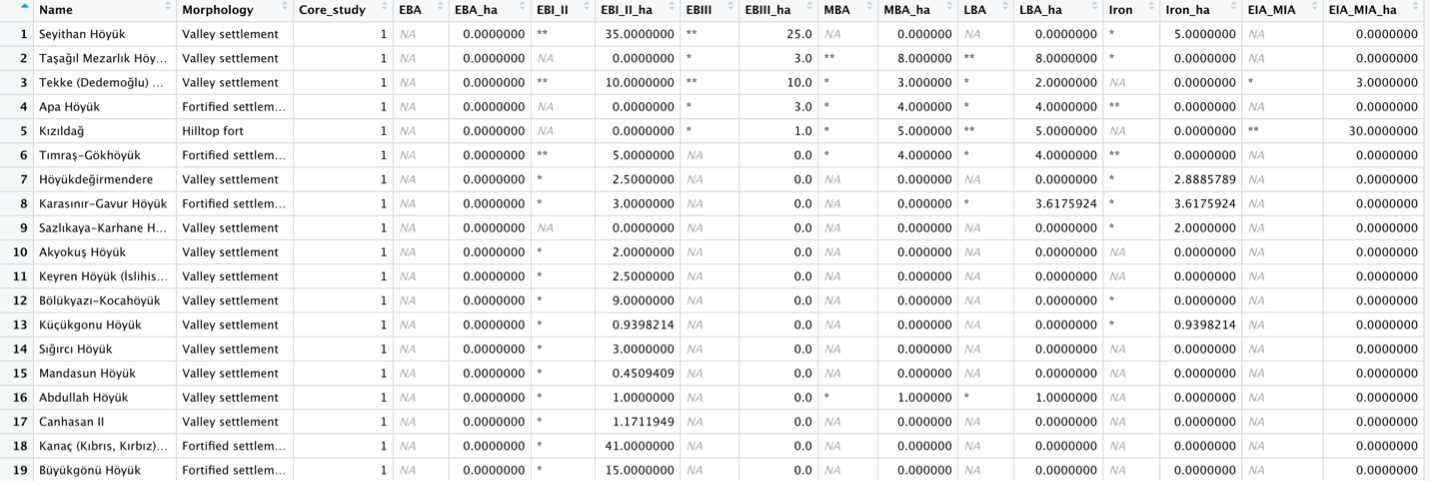 Name Morphology Core_study EBA EBA_ha EBI_II EBI_II_ha EBIII EBIII_ha MBA MBA_ha LBA LBA_ha Iron Iron_ha EIA_MIA EIA_MIA_ha
1 Seyithan Höyük Valley settlement 1 NA 0.0000000 ** 35.0000000 ** 25.0 NA 0.000000 NA 0.0000000 * 5.0000000 NA 0.0000000
2 Taşağıl Mezarlık Höy... Valley settlement 1 NA 0.0000000 NA 0.0000000 * 3.0 ** 8.000000 ** 8.0000000 * 0.0000000 NA 0.0000000
3 Tekke (Dedemoğlu) ... Valley settlement 1 NA 0.0000000 ** 10.0000000 ** 10.0 * 3.000000 * 2.0000000 NA 0.0000000 * 3.0000000
4 Apa Höyük Fortified settlem... 1 NA 0.0000000 NA 0.0000000 * 3.0 * 4.000000 * 4.0000000 ** 0.0000000 NA 0.0000000
5 Kızıldağ Hilltop fort 1 NA 0.0000000 NA 0.0000000 * 1.0 * 5.000000 ** 5.0000000 NA 0.0000000 ** 30.0000000
6 Tımraş-Gökhöyük Fortified settlem... 1 NA 0.0000000 ** 5.0000000 NA 0.0 * 4.000000 * 4.0000000 ** 0.0000000 NA 0.0000000
7 Höyükdeğirmendere Valley settlement 1 NA 0.0000000 * 2.5000000 NA 0.0 NA 0.000000 NA 0.0000000 * 2.8885789 NA 0.0000000
8 Karasınır-Gavur Höyük Fortified settlem... 1 NA 0.0000000 * 3.0000000 NA 0.0 NA 0.000000 * 3.6175924 * 3.6175924 NA 0.0000000
9 Sazlıkaya-Karhane H... Valley settlement 1 NA 0.0000000 NA 0.0000000 NA 0.0 NA 0.000000 NA 0.0000000 * 2.0000000 NA 0.0000000
10 Akyokuş Höyük Valley settlement 1 NA 0.0000000 * 2.0000000 NA 0.0 NA 0.000000 NA 0.0000000 NA 0.0000000 NA 0.0000000
11 Keyren Höyük (İslihis... Valley settlement 1 NA 0.0000000 * 2.5000000 NA 0.0 NA 0.000000 NA 0.0000000 NA 0.0000000 NA 0.0000000
12 Bölükyazı-Kocahöyük Valley settlement 1 NA 0.0000000 * 9.0000000 NA 0.0 NA 0.000000 NA 0.0000000 * 0.0000000 NA 0.0000000
13 Küçükgonu Höyük Valley settlement 1 NA 0.0000000 * 0.9398214 NA 0.0 NA 0.000000 NA 0.0000000 * 0.9398214 NA 0.0000000
14 Sığırcı Höyük Valley settlement 1 NA 0.0000000 * 3.0000000 NA 0.0 NA 0.000000 NA 0.0000000 NA 0.0000000 NA 0.0000000
15 Mandasun Höyük Valley settlement 1 NA 0.0000000 * 0.4509409 NA 0.0 NA 0.000000 NA 0.0000000 NA 0.0000000 NA 0.0000000
16 Abdullah Höyük Valley settlement 1 NA 0.0000000 * 1.0000000 NA 0.0 * 1.000000 * 1.0000000 NA 0.0000000 NA 0.0000000
17 Canhasan II Valley settlement 1 NA 0.0000000 * 1.1711949 NA 0.0 NA 0.000000 NA 0.0000000 NA 0.0000000 NA 0.0000000
18 Kanaç (Kıbrıs, Kırbız)... Fortified settlem... 1 NA 0.0000000 * 41.0000000 NA 0.0 NA 0.000000 NA 0.0000000 NA 0.0000000 NA 0.0000000
19 Büyükgönü Höyük Fortified settlem... 1 NA 0.0000000 * 15.0000000 NA 0.0 NA 0.000000 NA 0.0000000 NA 0.0000000 NA 0.0000000